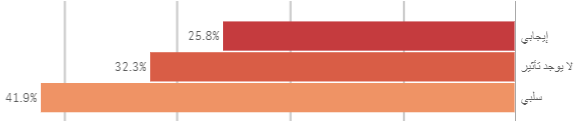 إيجابي 25.8%
لا يوجد تأثير 32.3%
سلبي 41.9%